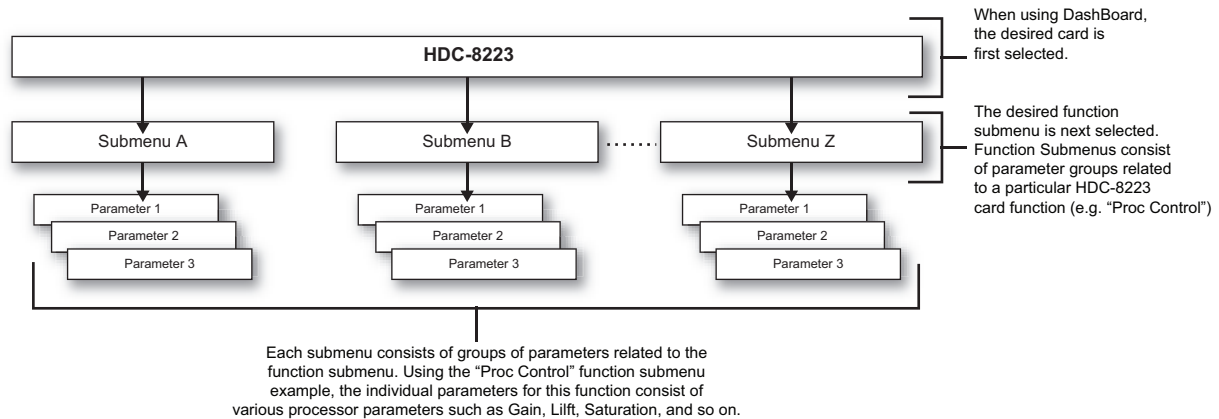 When using DashBoard,
the desired card is
first selected.
HDC-8223
The desired function
submenu is next selected.
Function Submenus consist
of parameter groups related
to a particular HDC-8223
card function (e.g. “Proc Control”)
Submenu A
Submenu B
Submenu Z
Parameter 1
Parameter 2
Parameter 3
Parameter 1
Parameter 2
Parameter 3
Parameter 1
Parameter 2
Parameter 3
Each submenu consists of groups of parameters related to the
function submenu. Using the “Proc Control” function submenu
example, the individual parameters for this function consist of
various processor parameters such as Gain, Lilft, Saturation, and so on.